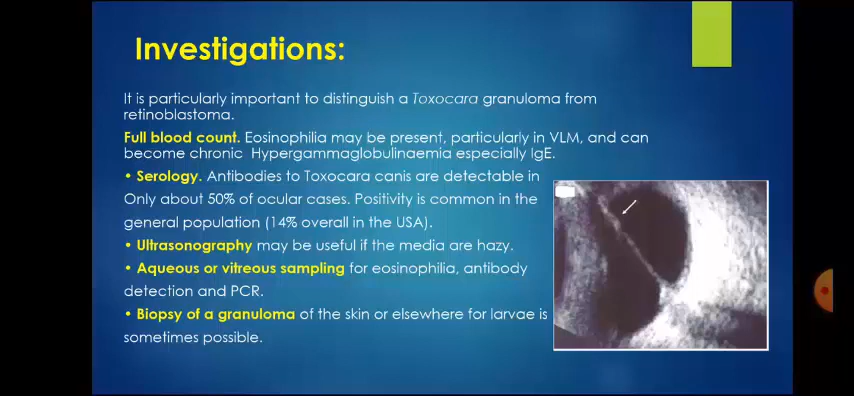 Investigations:
It is particularly important to distinguish a Toxocara granuloma from
retinoblastoma.
Full blood count. Eosinophilia may be present, particularly in VLM, and can
become chronic Hypergammaglobulinaemia especially IgE.
• Serology. Antibodies to Toxocara canis are detectable in
Only about 50% of ocular cases. Positivity is common in the
general population (14% overall in the USA).
• Ultrasonography may be useful if the media are hazy.
• Aqueous or vitreous sampling for eosinophilia, antibody
detection and PCR.
• Biopsy of a granuloma of the skin or elsewhere for larvae is
sometimes possible.